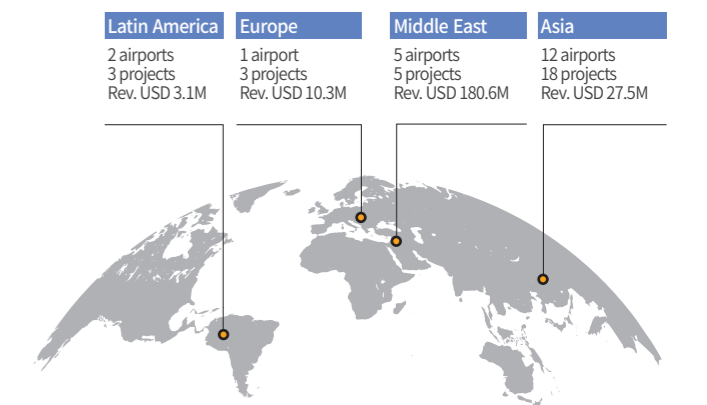 Latin America
2 airports
3 projects
Rev. USD 3.1M
Europe
1 airport
3 projects
Rev. USD 10.3M
Middle East
5 airports
5 projects
Rev. USD 180.6M
Asia
12 airports
18 projects
Rev. USD 27.5M